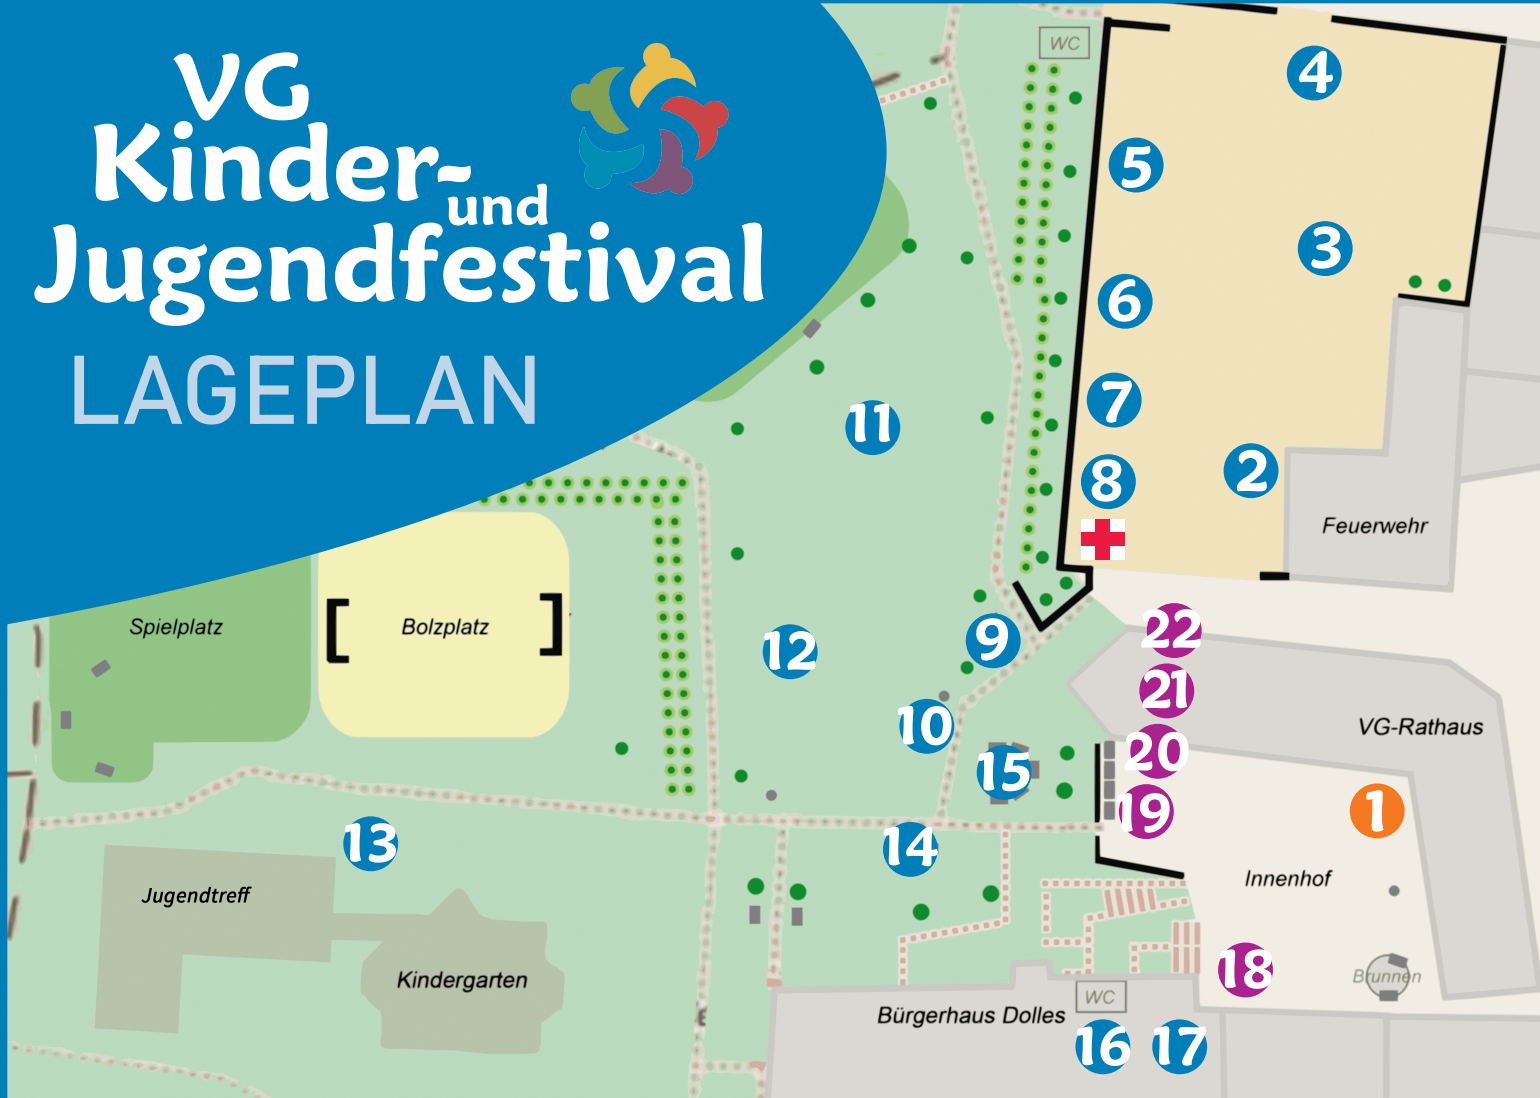 VG
Kinder-
und
Jugendfestival
LAGEPLAN
WC
4
5
3
6
7
11
8
2
Feuerwehr
Spielplatz
Bolzplatz
9
12
22
21
10
VG-Rathaus
20
15
19
1
13
14
Jugendtreff
Innenhof
18
Brunnen
Kindergarten
WC
Bürgerhaus Dolles
16
17